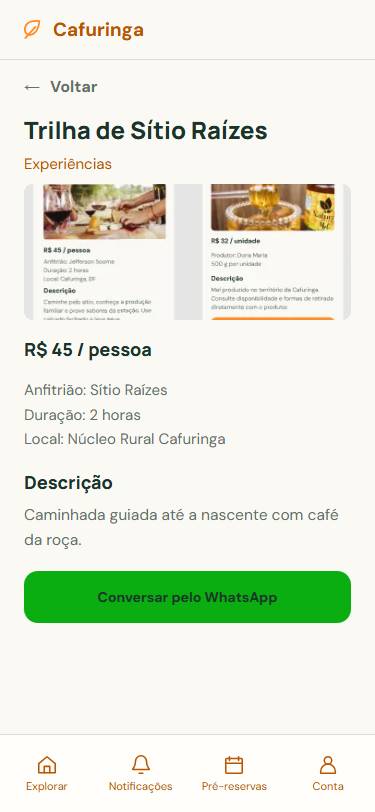 Cafuringa
← Voltar
Trilha de Sítio Raízes
Experiências
R$ 45 / pessoa
Anfitrião: Jefferson Soome
Duração: 2 horas
Local: Cafuringa, DF
Descrição
Caminhe pelo sítio, conheça a produção
familiar e prove sabores da estação. Use
R$ 32 / unidade
Produtor: Dona Maria
500 g por unidade
Descrição
Mel produzido no território da Cafuringa.
Consulte disponibilidade e formas de retirada
diretamente com o produtor.
R$ 45 / pessoa
Anfitrião: Sítio Raízes
Duração: 2 horas
Local: Núcleo Rural Cafuringa
Descrição
Caminhada guiada até a nascente com café
da roça.
Conversar pelo WhatsApp
Explorar
Notificações
Pré-reservas
Conta